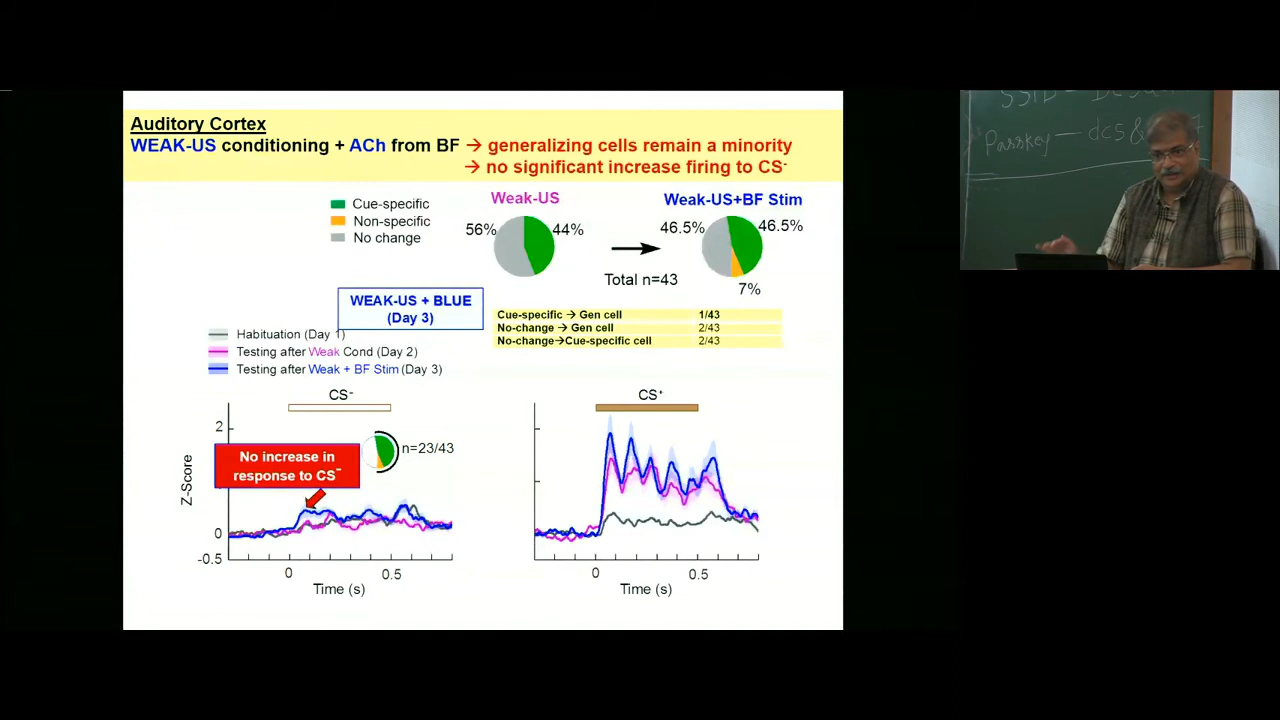 Auditory Cortex
WEAK-US conditioning + ACh from BF → generalizing cells remain a minority
→ no significant increase firing to CS⁻
Weak-US
Weak-US+BF Stim
Cue-specific
Non-specific
No change
56%
44%
46.5%
46.5%
Total n=43
7%
WEAK-US + BLUE
(Day 3)
Cue-specific → Gen cell 1/43
No-change → Gen cell 2/43
No-change→Cue-specific cell 2/43
Habituation (Day 1)
Testing after Weak Cond (Day 2)
Testing after Weak + BF Stim (Day 3)
CS⁻
CS⁺
2
n=23/43
No increase in
response to CS⁻
Z-Score
0
-0.5
0
0.5
Time (s)
0
0.5
Time (s)
SSID —
Passkey — dcs&